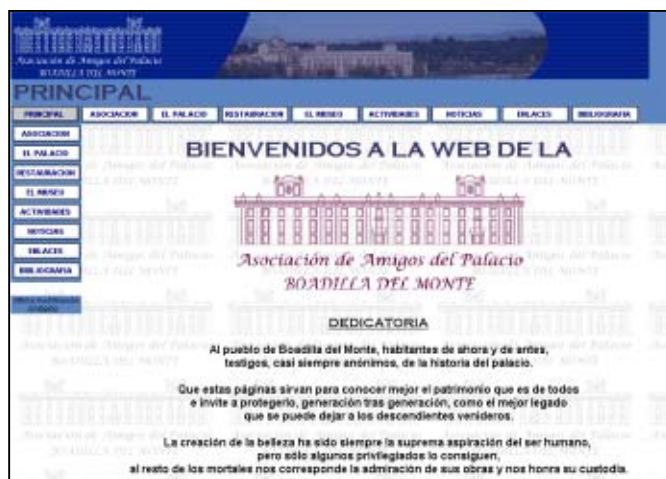 Asociación de Amigos del Palacio
BOADILLA DEL MONTE
PRINCIPAL
PRINCIPAL ASOCIACION EL PALACIO RESTAURACION EL MUSEO ACTIVIDADES NOTICIAS ENLACES BIBLIOGRAFIA
ASOCIACION
EL PALACIO
RESTAURACION
EL MUSEO
ACTIVIDADES
NOTICIAS
ENLACES
BIBLIOGRAFIA
BIENVENIDOS A LA WEB DE LA
Asociación de Amigos del Palacio
BOADILLA DEL MONTE
DEDICATORIA
Al pueblo de Boadilla del Monte, habitantes de ahora y de antes,
testigos, casi siempre anónimos, de la historia del palacio.
Que estas páginas sirvan para conocer mejor el patrimonio que es de todos
e invite a protegerlo, generación tras generación, como el mejor legado
que se puede dejar a los descendientes venideros.
La creación de la belleza ha sido siempre la suprema aspiración del ser humano,
pero sólo algunos privilegiados lo consiguen,
al resto de los mortales nos corresponde la admiración de sus obras y nos honra su custodia.